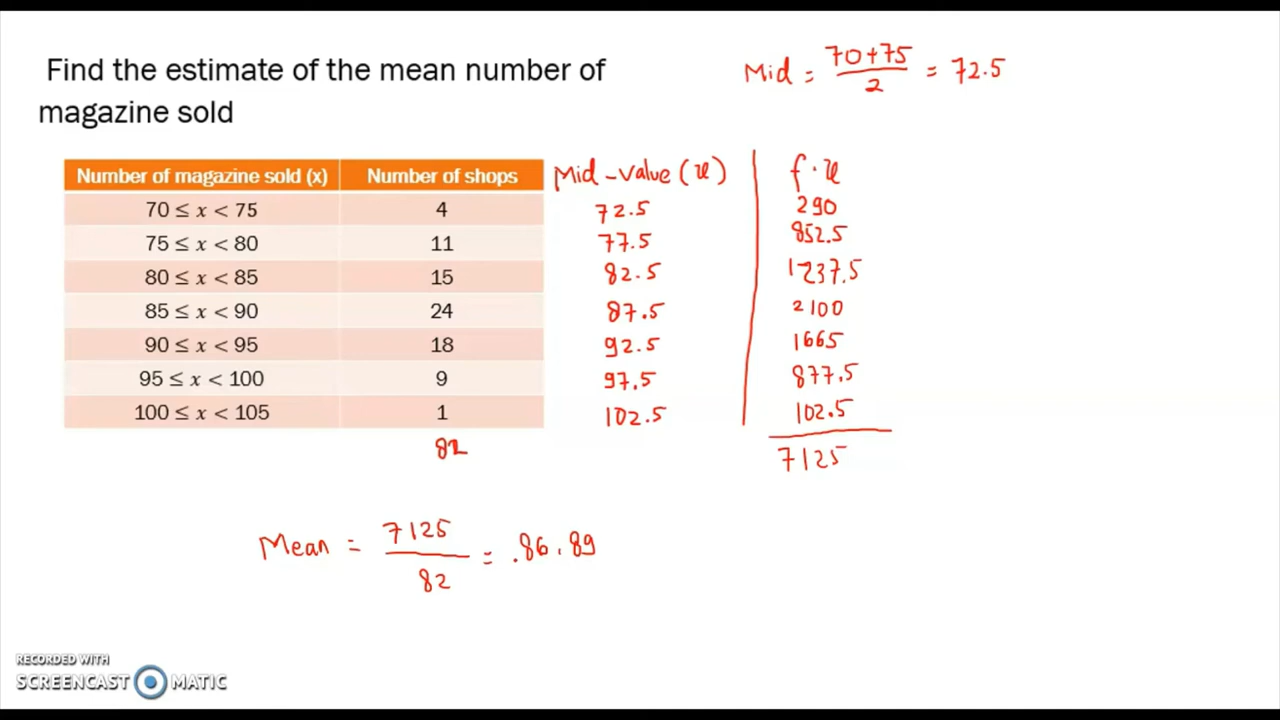 Find the estimate of the mean number of
magazine sold
Mid = 70+75 / 2 = 72.5
Number of magazine sold (x) Number of shops Mid-value (x) f.x
70 ≤ x < 75 4 72.5 290
75 ≤ x < 80 11 77.5 852.5
80 ≤ x < 85 15 82.5 1237.5
85 ≤ x < 90 24 87.5 2100
90 ≤ x < 95 18 92.5 1665
95 ≤ x < 100 9 97.5 877.5
100 ≤ x < 105 1 102.5 102.5
82 7125
Mean = 7125 / 82 = .86.89
RECORDED WITH
SCREENCAST MATIC